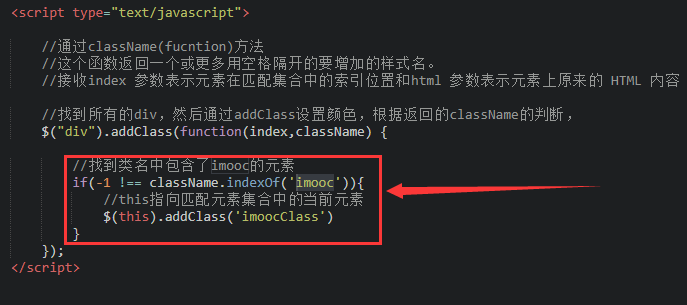 <script type="text/javascript">
//通过className(fucntion)方法
//这个函数返回一个或更多用空格隔开的要增加的样式名。
//接收index 参数表示元素在匹配集合中的索引位置和html 参数表示元素上原来的 HTML 内容
//找到所有的div，然后通过addClass设置颜色，根据返回的className的判断，
$("div").addClass(function(index,className) {
//找到类名中包含了imooc的元素
if(-1 !== className.indexOf('imooc')){
//this指向匹配元素集合中的当前元素
$(this).addClass('imoocClass')
}
});
</script>